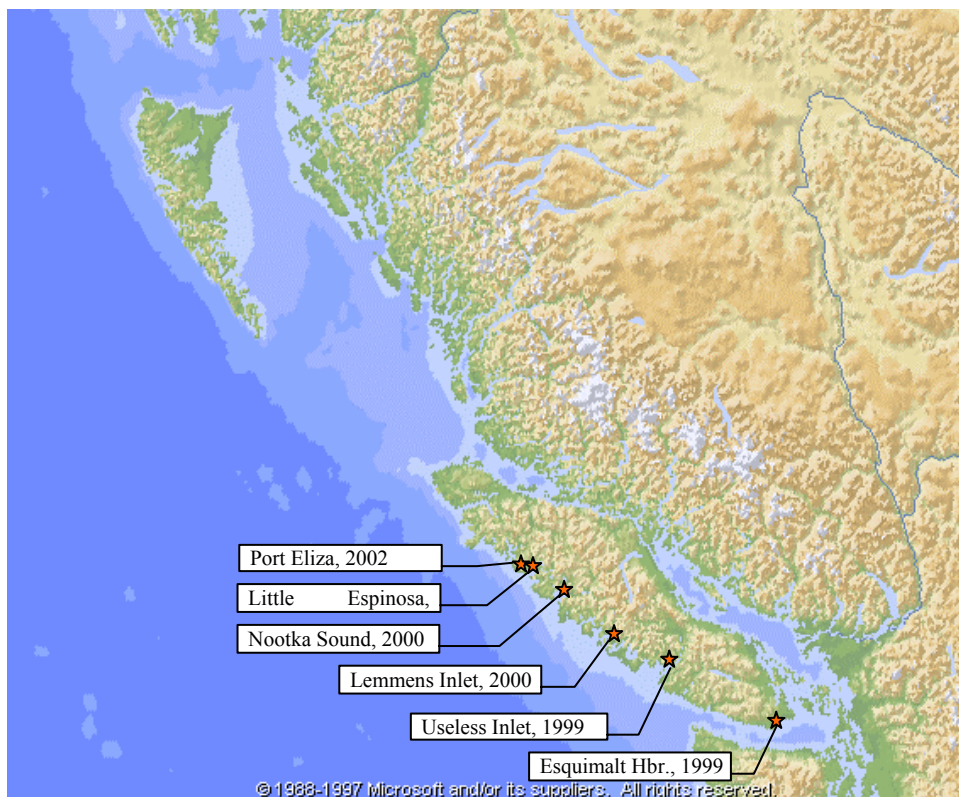 Port Eliza, 2002
Little Espinosa,
Nootka Sound, 2000
Lemmens Inlet, 2000
Useless Inlet, 1999
Esquimalt Hbr., 1999
© 1988-1997 Microsoft and/or its suppliers. All rights reserved.